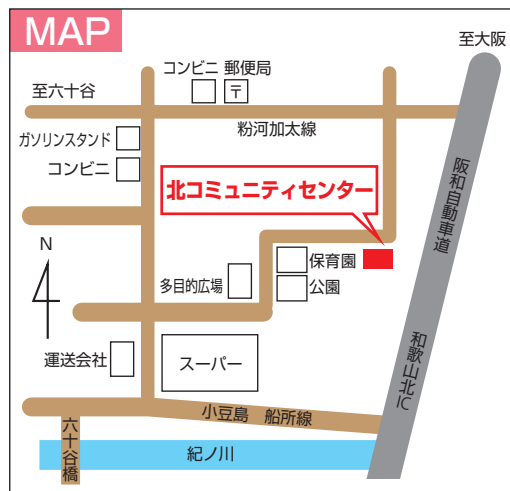 MAP
至大阪
コンビニ 郵便局
〒
至六十谷
粉河加太線
ガソリンスタンド
コンビニ
阪和自動車道
北コミュニティセンター
N
保育園
多目的広場
公園
運送会社
スーパー
和歌山北IC
小豆島 船所線
六十谷橋
紀ノ川